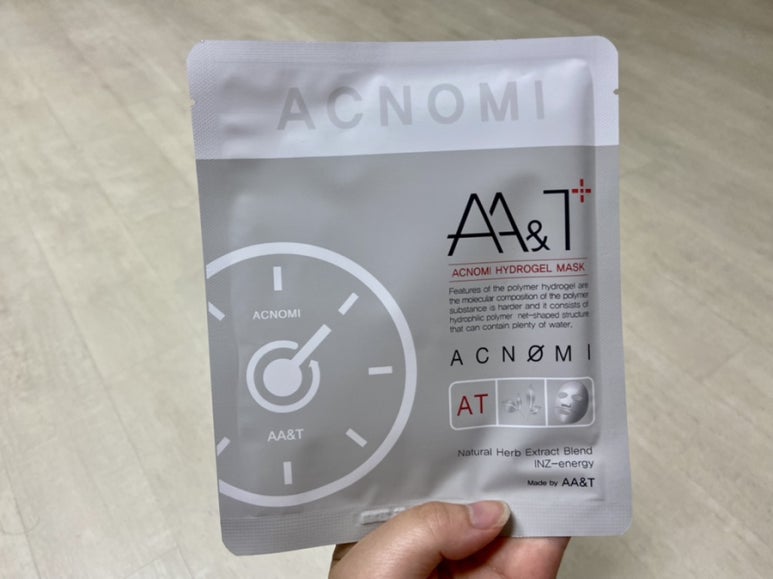 ACNOMI
AA&T+
ACNOMI HYDROGEL MASK
Features of the polymer hydrogel are
the molecular composition of the polymer
substance is harder and it consists of
hydrophilic polymer net-shaped structure
that can contain plenty of water.
ACNØMI
AT
Natural Herb Extract Blend
INZ-energy
Made by AA&T
ACNOMI
AA&T